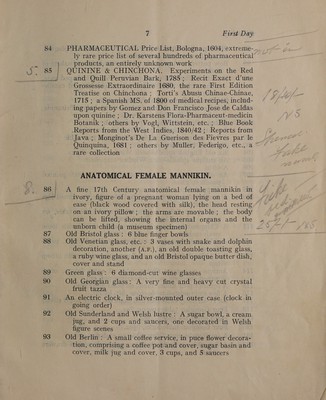 7 First Day
84 PHARMACEUTICAL Price List, Bologna, 1604, extreme-
ly rare price list of several hundreds of pharmaceutical
products, an entirely unknown work
5. 85 QUININE & CHINCHONA. Experiments on the Red
and Quill Peruvian Bark, 1785; Recit Exact d'une
Grossesse Extraordinaire 1680, the rare First Edition
Treatise on Chinchona; Torti's Abusu Chinae-Chinae,
1715; a Spanish MS. of 1800 of medical recipes, includ-
ing papers by Gomez and Don Francisco Jose de Caldas
upon quinine; Dr. Karstens Flora-Pharmacent-medicin
Botanik; others by Vogl, Wittstein, etc.; Blue Book
Reports from the West Indies, 1840/42; Reports from
Java; Monginot's De La Guerison des Fievres par le
Quinquina, 1681; others by Muller, Federigo, etc., a
rare collection
ANATOMICAL FEMALE MANNIKIN.
8. 86 A fine 17th Century anatomical female mannikin in
ivory, figure of a pregnant woman lying on a bed of
ease (black wood covered with silk), the head resting
on an ivory pillow; the arms are movable; the body
can be lifted, showing the internal organs and the
unborn child (a museum specimen)
87 Old Bristol glass: 6 blue finger bowls
88 Old Venetian glass, etc.: 3 vases with snake and dolphin
decoration, another (A.F.), an old double toasting glass,
a ruby wine glass, and an old Bristol opaque butter dish,
cover and stand
89 Green glass: 6 diamond-cut wine glasses
90 Old Georgian glass: A very fine and heavy cut crystal
fruit tazza
91 An electric clock, in silver-mounted outer case (clock in
going order)
92 Old Sunderland and Welsh lustre: A sugar bowl, a cream
jug, and 2 cups and saucers, one decorated in Welsh
figure scenes
93 Old Berlin: A small coffee service, in puce flower decora-
tion, comprising a coffee pot and cover, sugar basin and
cover, milk jug and cover, 3 cups, and 5 saucers